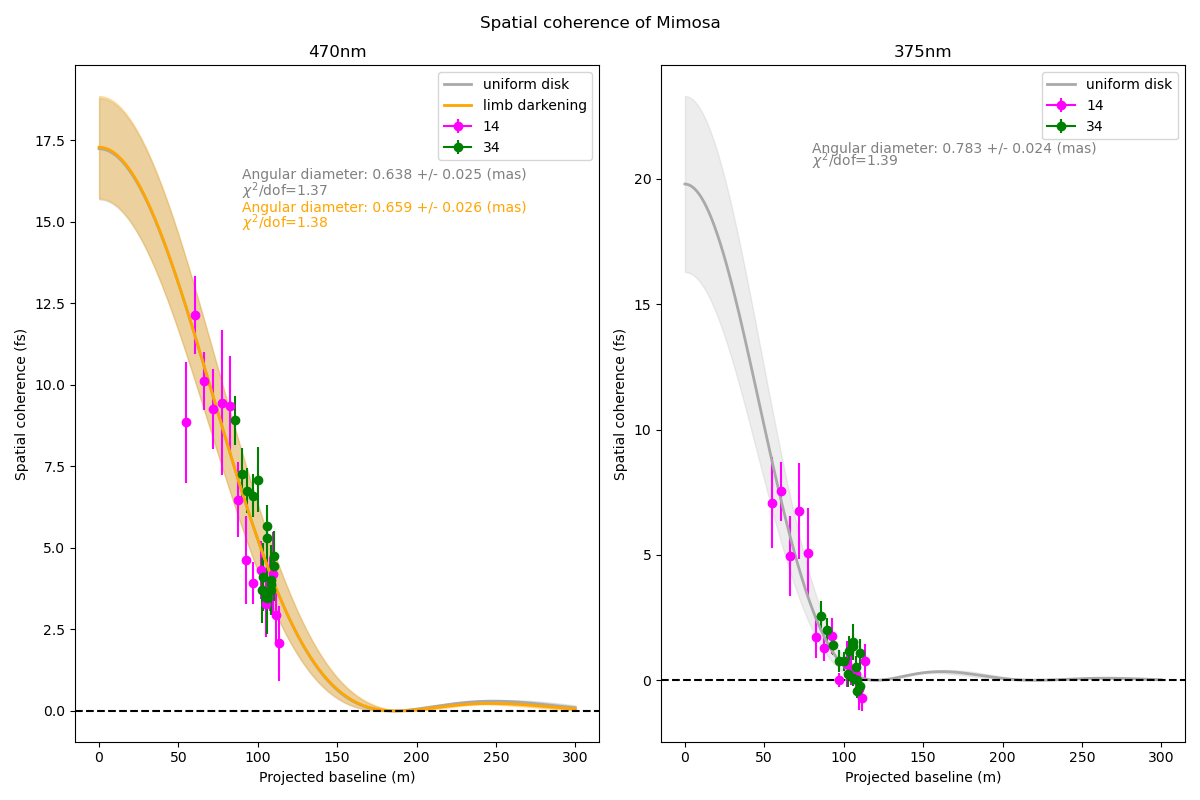 Spatial coherence of Mimosa
470nm
uniform disk
limb darkening
14
34
Angular diameter: 0.638 +/- 0.025 (mas)
χ²/dof=1.37
Angular diameter: 0.659 +/- 0.026 (mas)
χ²/dof=1.38
17.5
15.0
12.5
10.0
7.5
5.0
2.5
0.0
Spatial coherence (fs)
0 50 100 150 200 250 300
Projected baseline (m)
375nm
uniform disk
14
34
Angular diameter: 0.783 +/- 0.024 (mas)
χ²/dof=1.39
20
15
10
5
0
Spatial coherence (fs)
0 50 100 150 200 250 300
Projected baseline (m)